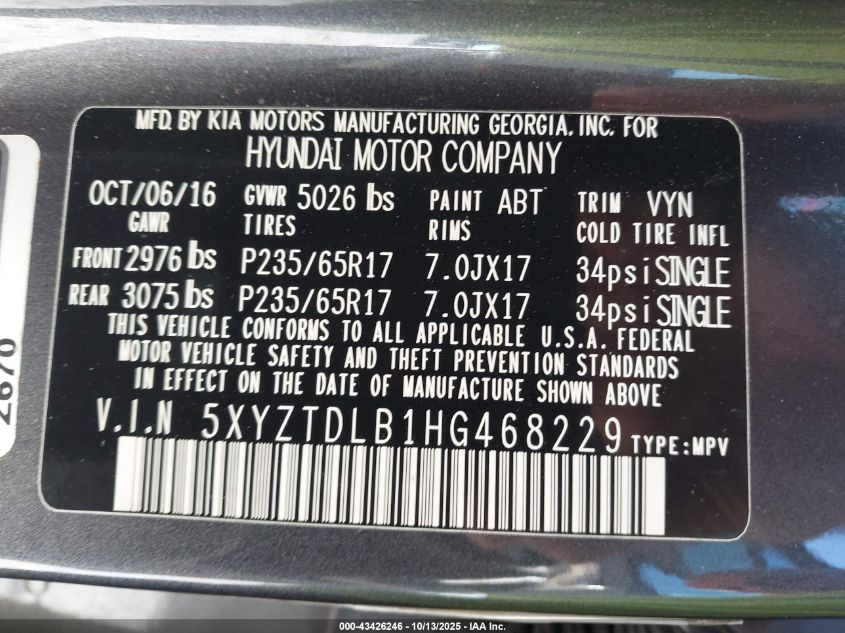 MFD. BY KIA MOTORS MANUFACTURING GEORGIA, INC. FOR
HYUNDAI MOTOR COMPANY
OCT/06/16 GVWR 5026 lbs PAINT ABT TRIM VYN
GAWR TIRES RIMS COLD TIRE INFL
FRONT 2976 lbs P235/65R17 7.0JX17 34psi SINGLE
REAR 3075 lbs P235/65R17 7.0JX17 34psi SINGLE
THIS VEHICLE CONFORMS TO ALL APPLICABLE U.S.A. FEDERAL
MOTOR VEHICLE SAFETY AND THEFT PREVENTION STANDARDS
IN EFFECT ON THE DATE OF MANUFACTURE SHOWN ABOVE
V.I.N 5XYZTDLB1HG468229 TYPE:MPV
2670
000-43426246 - 10/13/2025 - IAA Inc.